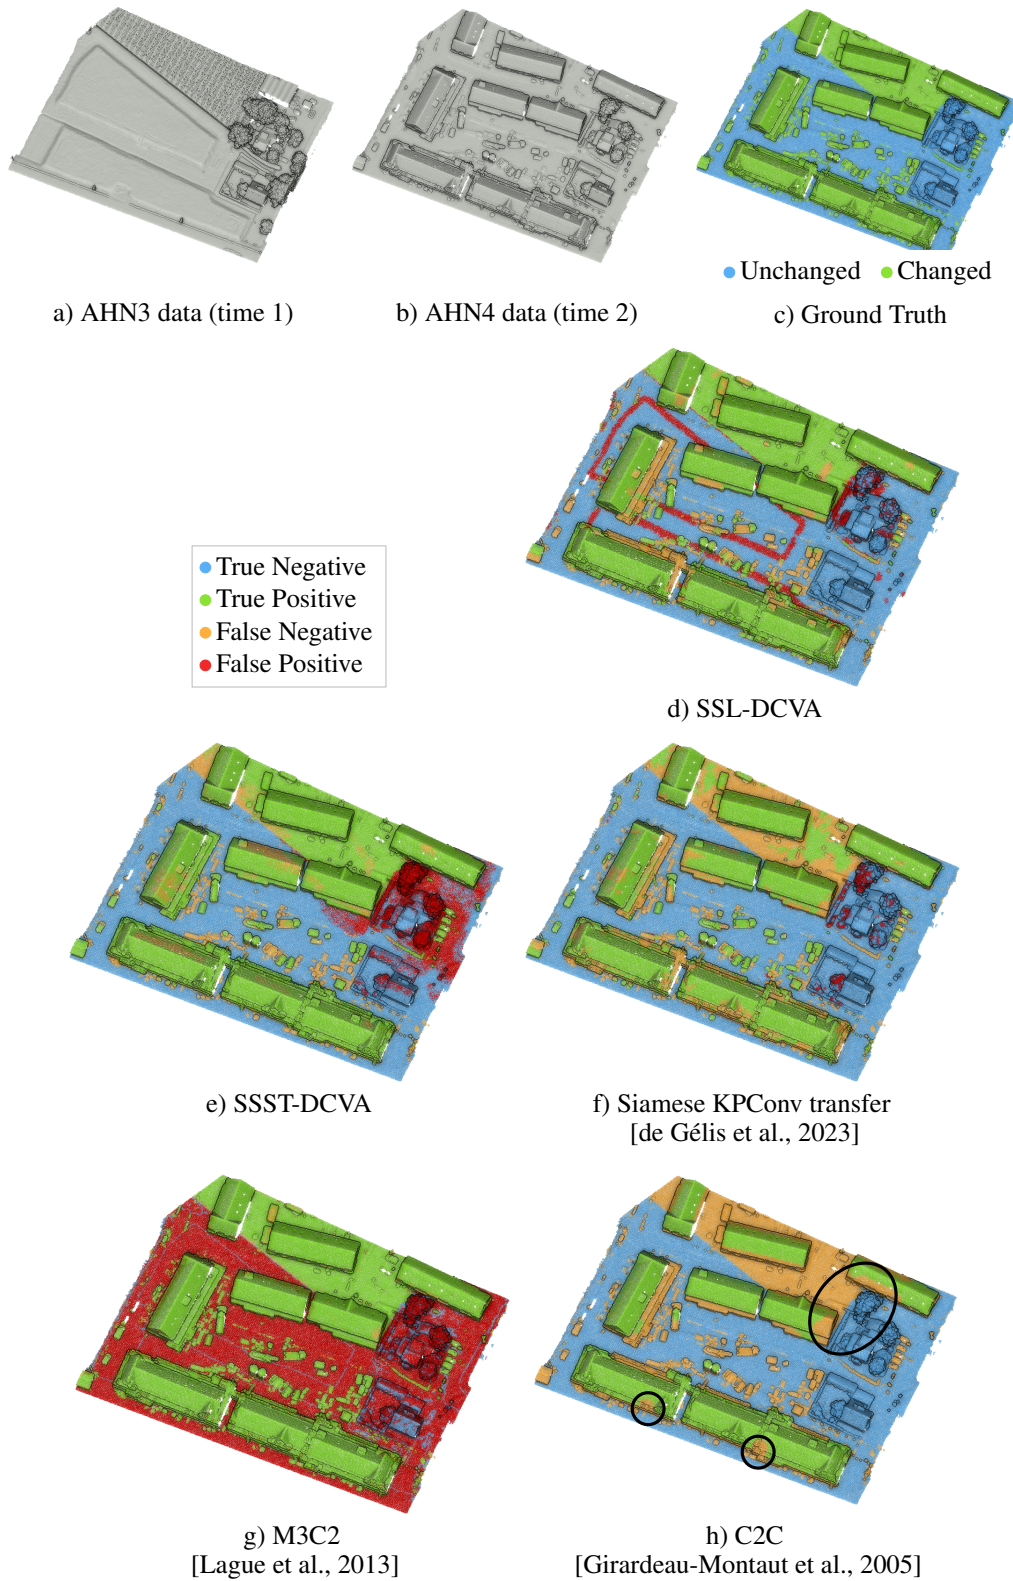 a) AHN3 data (time 1)
b) AHN4 data (time 2)
Unchanged
Changed
c) Ground Truth
True Negative
True Positive
False Negative
False Positive
d) SSL-DCVA
e) SSST-DCVA
f) Siamese KPConv transfer
[de Gélis et al., 2023]
g) M3C2
[Lague et al., 2013]
h) C2C
[Girardeau-Montaut et al., 2005]